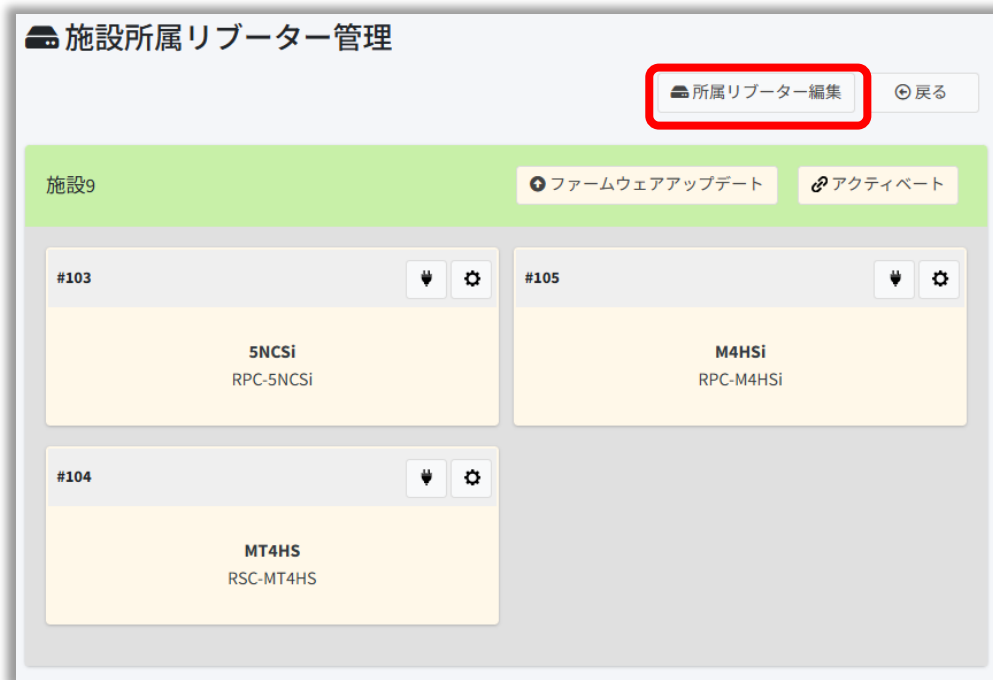 施設所属リブーター管理
所属リブーター編集
戻る
施設9
ファームウェアアップデート
アクティベート
#103
5NCSi
RPC-5NCSi
#105
M4HSi
RPC-M4HSi
#104
MT4HS
RSC-MT4HS